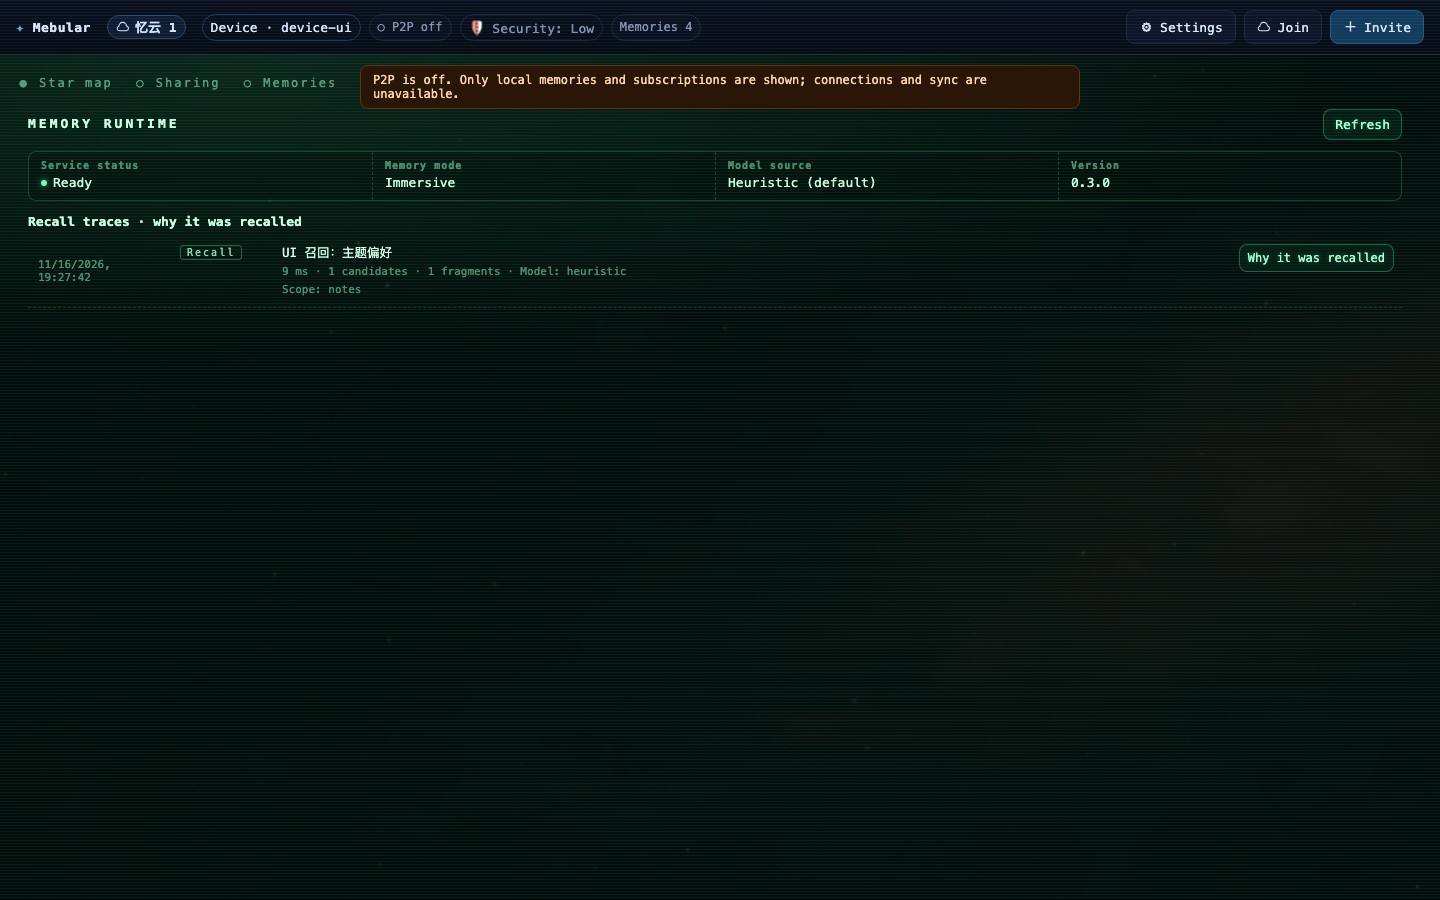 Mebular
忆云 1
Device · device-ui
P2P off
Security: Low
Memories 4
Settings
Join
+ Invite
Star map
Sharing
Memories
P2P is off. Only local memories and subscriptions are shown; connections and sync are
unavailable.
MEMORY RUNTIME
Refresh
Service status
Ready
Memory mode
Immersive
Model source
Heuristic (default)
Version
0.3.0
Recall traces · why it was recalled
11/16/2026,
19:27:42
Recall
UI 召回：主题偏好
9 ms · 1 candidates · 1 fragments · Model: heuristic
Scope: notes
Why it was recalled